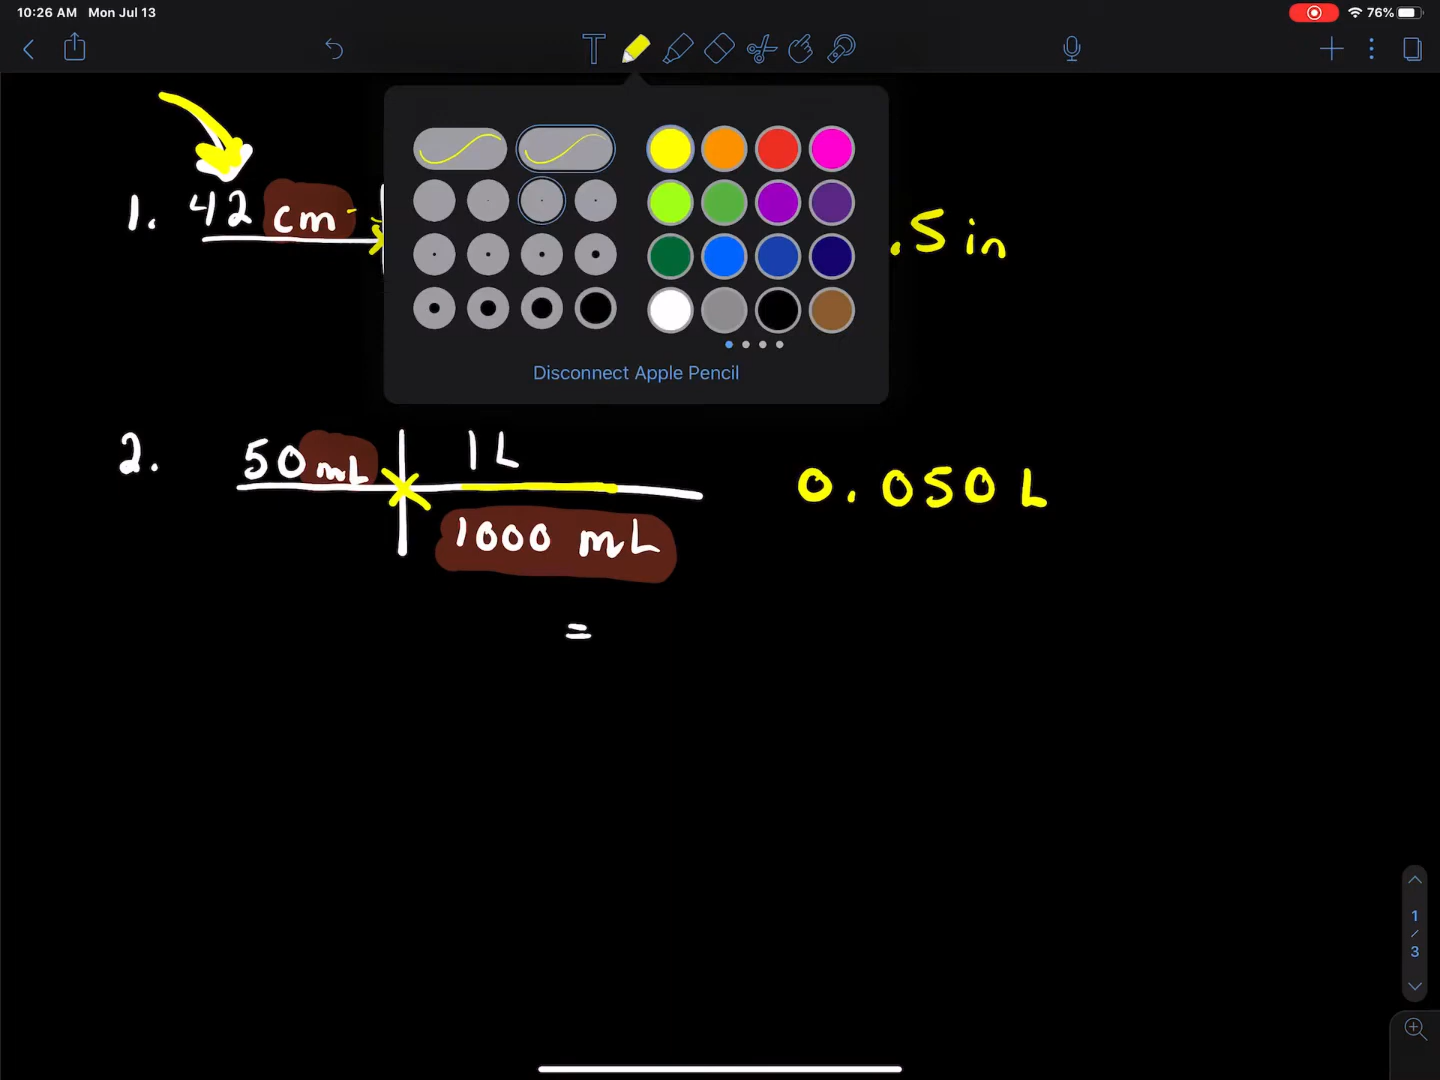 10:26 AM Mon Jul 13
76%
T
1. 42 cm
.5 in
Disconnect Apple Pencil
2. 50 mL 1 L
0.050 L
1000 mL
=
1
/
3